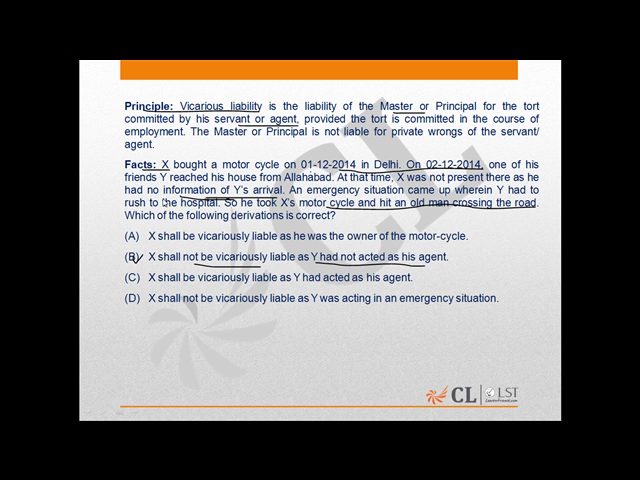 Principle: Vicarious liability is the liability of the Master or Principal for the tort
committed by his servant or agent, provided the tort is committed in the course of
employment. The Master or Principal is not liable for private wrongs of the servant/
agent.
Facts: X bought a motor cycle on 01-12-2014 in Delhi. On 02-12-2014, one of his
friends Y reached his house from Allahabad. At that time, X was not present there as he
had no information of Y's arrival. An emergency situation came up wherein Y had to
rush to the hospital. So he took X's motor cycle and hit an old man crossing the road.
Which of the following derivations is correct?
(A) X shall be vicariously liable as he was the owner of the motor-cycle.
(B) X shall not be vicariously liable as Y had not acted as his agent.
(C) X shall be vicariously liable as Y had acted as his agent.
(D) X shall not be vicariously liable as Y was acting in an emergency situation.
CL
CL LST